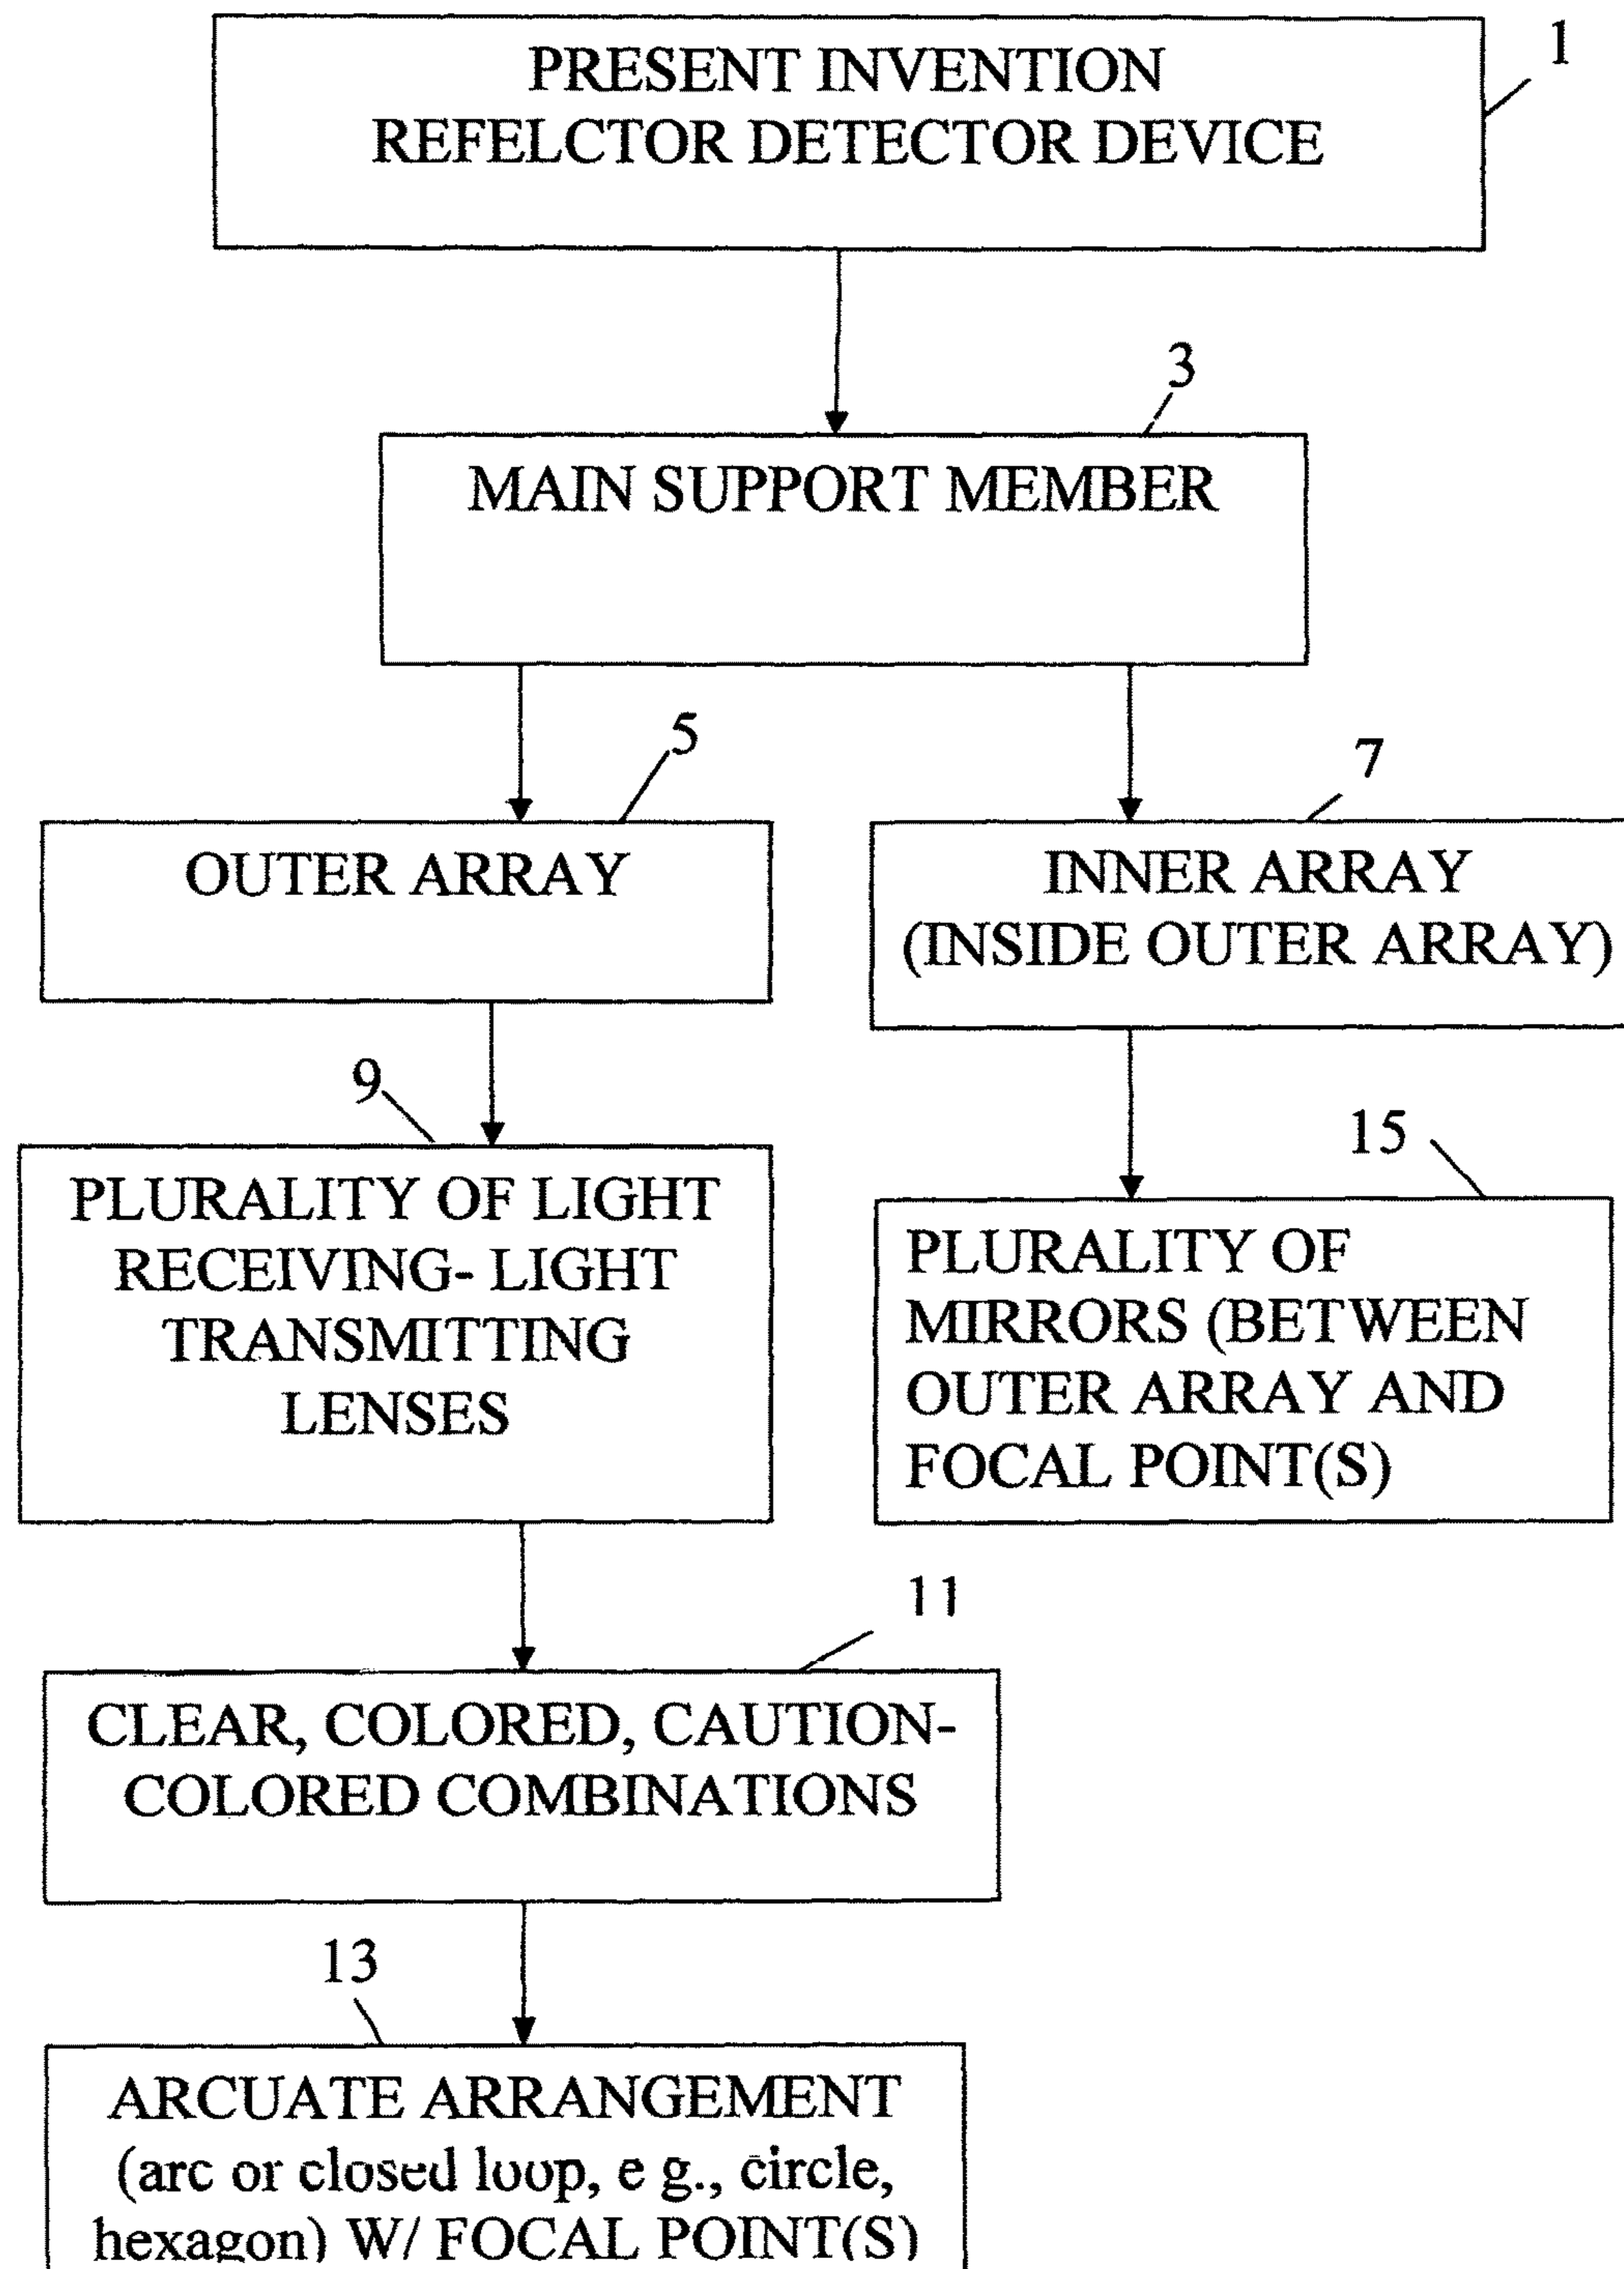 PRESENT INVENTION
REFELCTOR DETECTOR DEVICE
1
3
MAIN SUPPORT MEMBER
5
OUTER ARRAY
7
INNER ARRAY
(INSIDE OUTER ARRAY)
9
PLURALITY OF LIGHT
RECEIVING- LIGHT
TRANSMITTING
LENSES
15
PLURALITY OF
MIRRORS (BETWEEN
OUTER ARRAY AND
FOCAL POINT(S)
11
CLEAR, COLORED, CAUTION-
COLORED COMBINATIONS
13
ARCUATE ARRANGEMENT
(arc or closed loop, e g., circle,
hexagon) W/ FOCAL POINT(S)